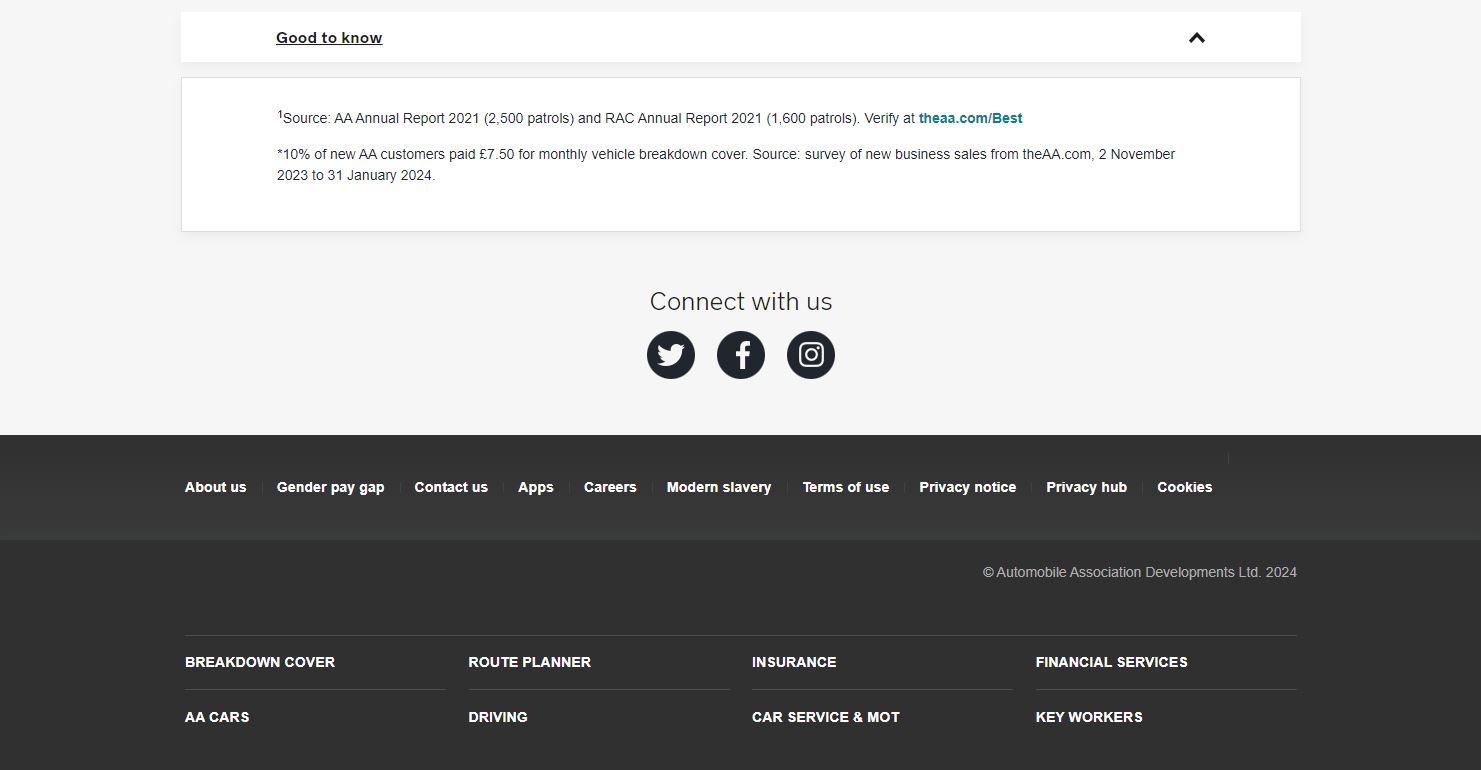 Good to know
¹Source: AA Annual Report 2021 (2,500 patrols) and RAC Annual Report 2021 (1,600 patrols). Verify at theaa.com/Best
*10% of new AA customers paid £7.50 for monthly vehicle breakdown cover. Source: survey of new business sales from theAA.com, 2 November
2023 to 31 January 2024.
Connect with us
About us Gender pay gap Contact us Apps Careers Modern slavery Terms of use Privacy notice Privacy hub Cookies
© Automobile Association Developments Ltd. 2024
BREAKDOWN COVER ROUTE PLANNER INSURANCE FINANCIAL SERVICES
AA CARS DRIVING CAR SERVICE & MOT KEY WORKERS